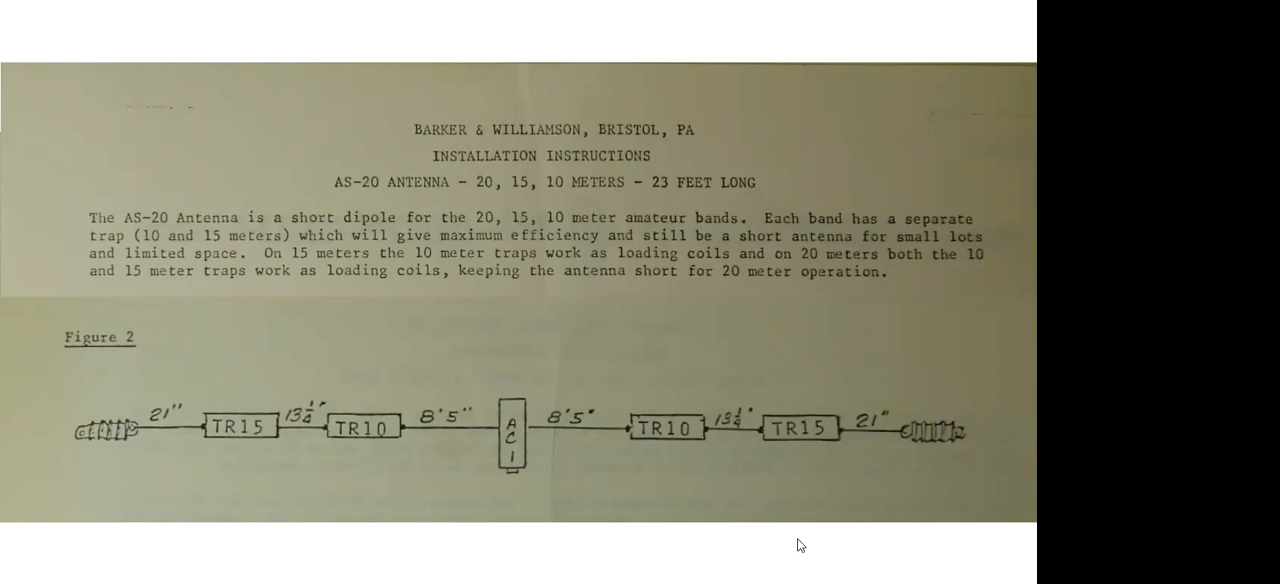 BARKER & WILLIAMSON, BRISTOL, PA
INSTALLATION INSTRUCTIONS
AS-20 ANTENNA - 20, 15, 10 METERS - 23 FEET LONG
The AS-20 Antenna is a short dipole for the 20, 15, 10 meter amateur bands. Each band has a separate
trap (10 and 15 meters) which will give maximum efficiency and still be a short antenna for small lots
and limited space. On 15 meters the 10 meter traps work as loading coils and on 20 meters both the 10
and 15 meter traps work as loading coils, keeping the antenna short for 20 meter operation.
Figure 2
21" TR15 13¼" TR10 8'5" AC1 8'5" TR10 13¼" TR15 21"